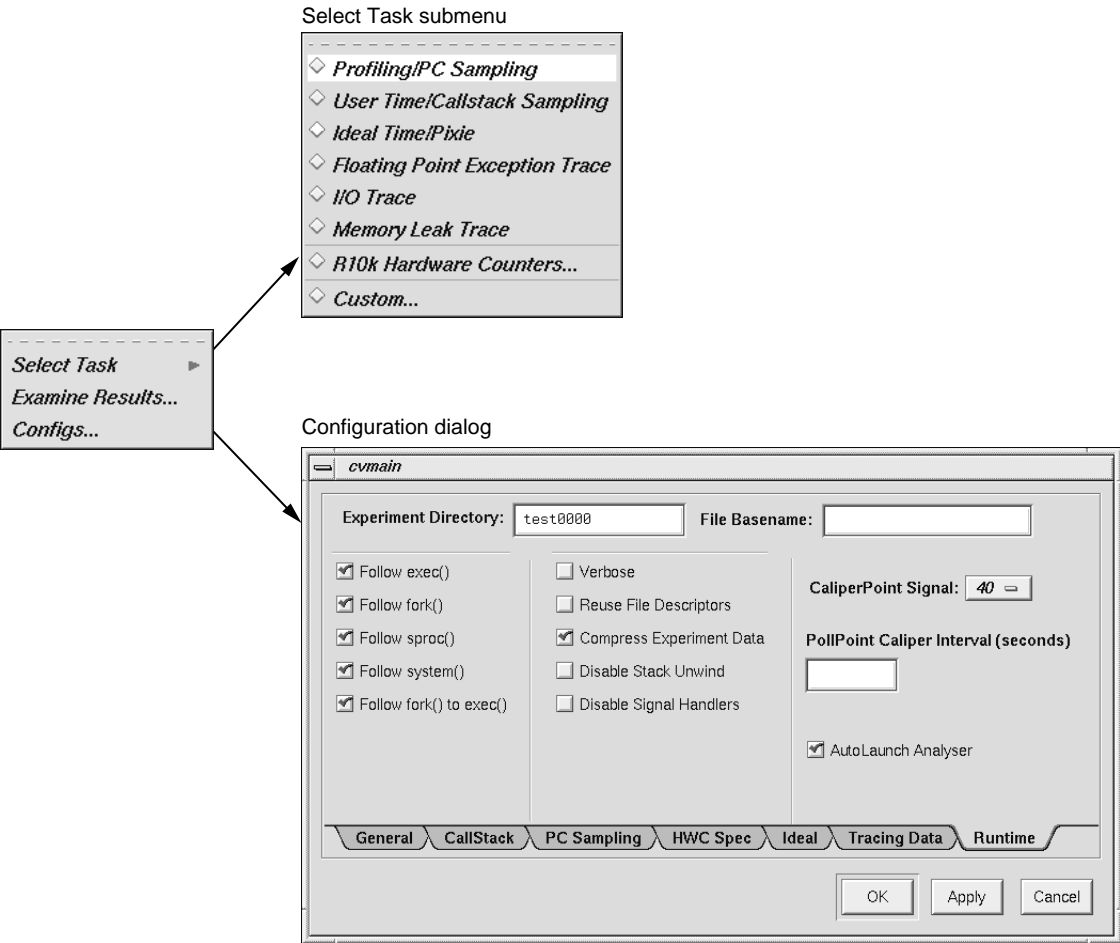 Select Task submenu
Profiling/PC Sampling
User Time/Callstack Sampling
Ideal Time/Pixie
Floating Point Exception Trace
I/O Trace
Memory Leak Trace
R10k Hardware Counters...
Custom...
Select Task
Examine Results...
Configs...
Configuration dialog
cvmain
Experiment Directory: test0000 File Basename:
Follow exec()
Follow fork()
Follow sproc()
Follow system()
Follow fork() to exec()
Verbose
Reuse File Descriptors
Compress Experiment Data
Disable Stack Unwind
Disable Signal Handlers
CaliperPoint Signal: 40
PollPoint Caliper Interval (seconds)
AutoLaunch Analyser
General CallStack PC Sampling HWC Spec Ideal Tracing Data Runtime
OK Apply Cancel